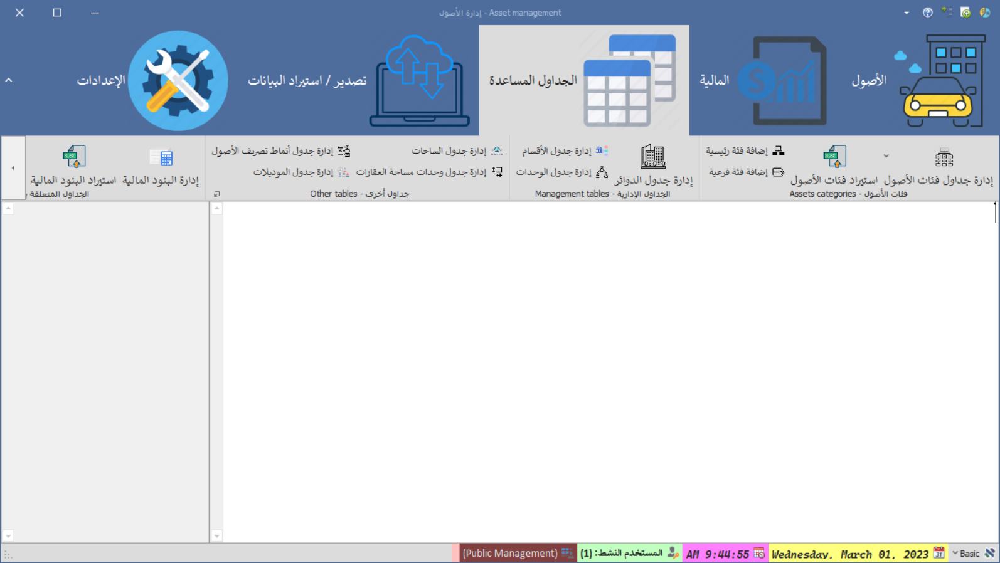 إدارة الأصول - Asset management
الأصول
المالية
الجداول المساعدة
تصدير / استيراد البيانات
الإعدادات
إدارة جداول فئات الأصول
استيراد فئات الأصول
إضافة فئة رئيسية
إضافة فئة فرعية
فئات الأصول - Assets categories
إدارة جدول الدوائر
إدارة جدول الأقسام
إدارة جدول الوحدات
الجداول الإدارية - Management tables
إدارة جدول الساحات
إدارة جدول وحدات مساحة العقارات
إدارة جدول أنماط تصريف الأصول
إدارة جدول الموديلات
جداول أخرى - Other tables
إدارة البنود المالية
استيراد البنود المالية
الجداول المتعلقة
Basic
Wednesday, March 01, 2023
AM 9:44:55
المستخدم النشط: (1)
(Public Management)